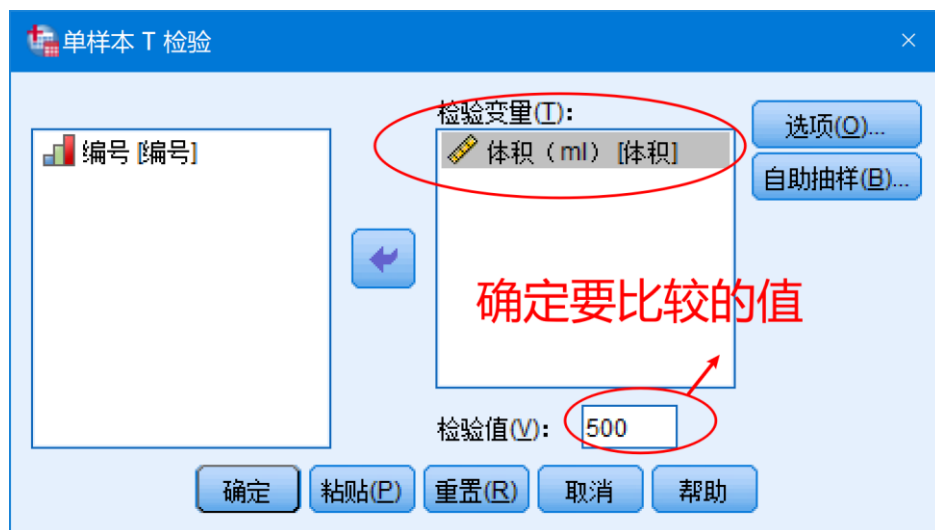 单样本 T 检验
检验变量(T):
编号 [编号]
体积（ml） [体积]
选项(O)...
自助抽样(B)...
确定要比较的值
检验值(V): 500
确定 粘贴(P) 重置(R) 取消 帮助